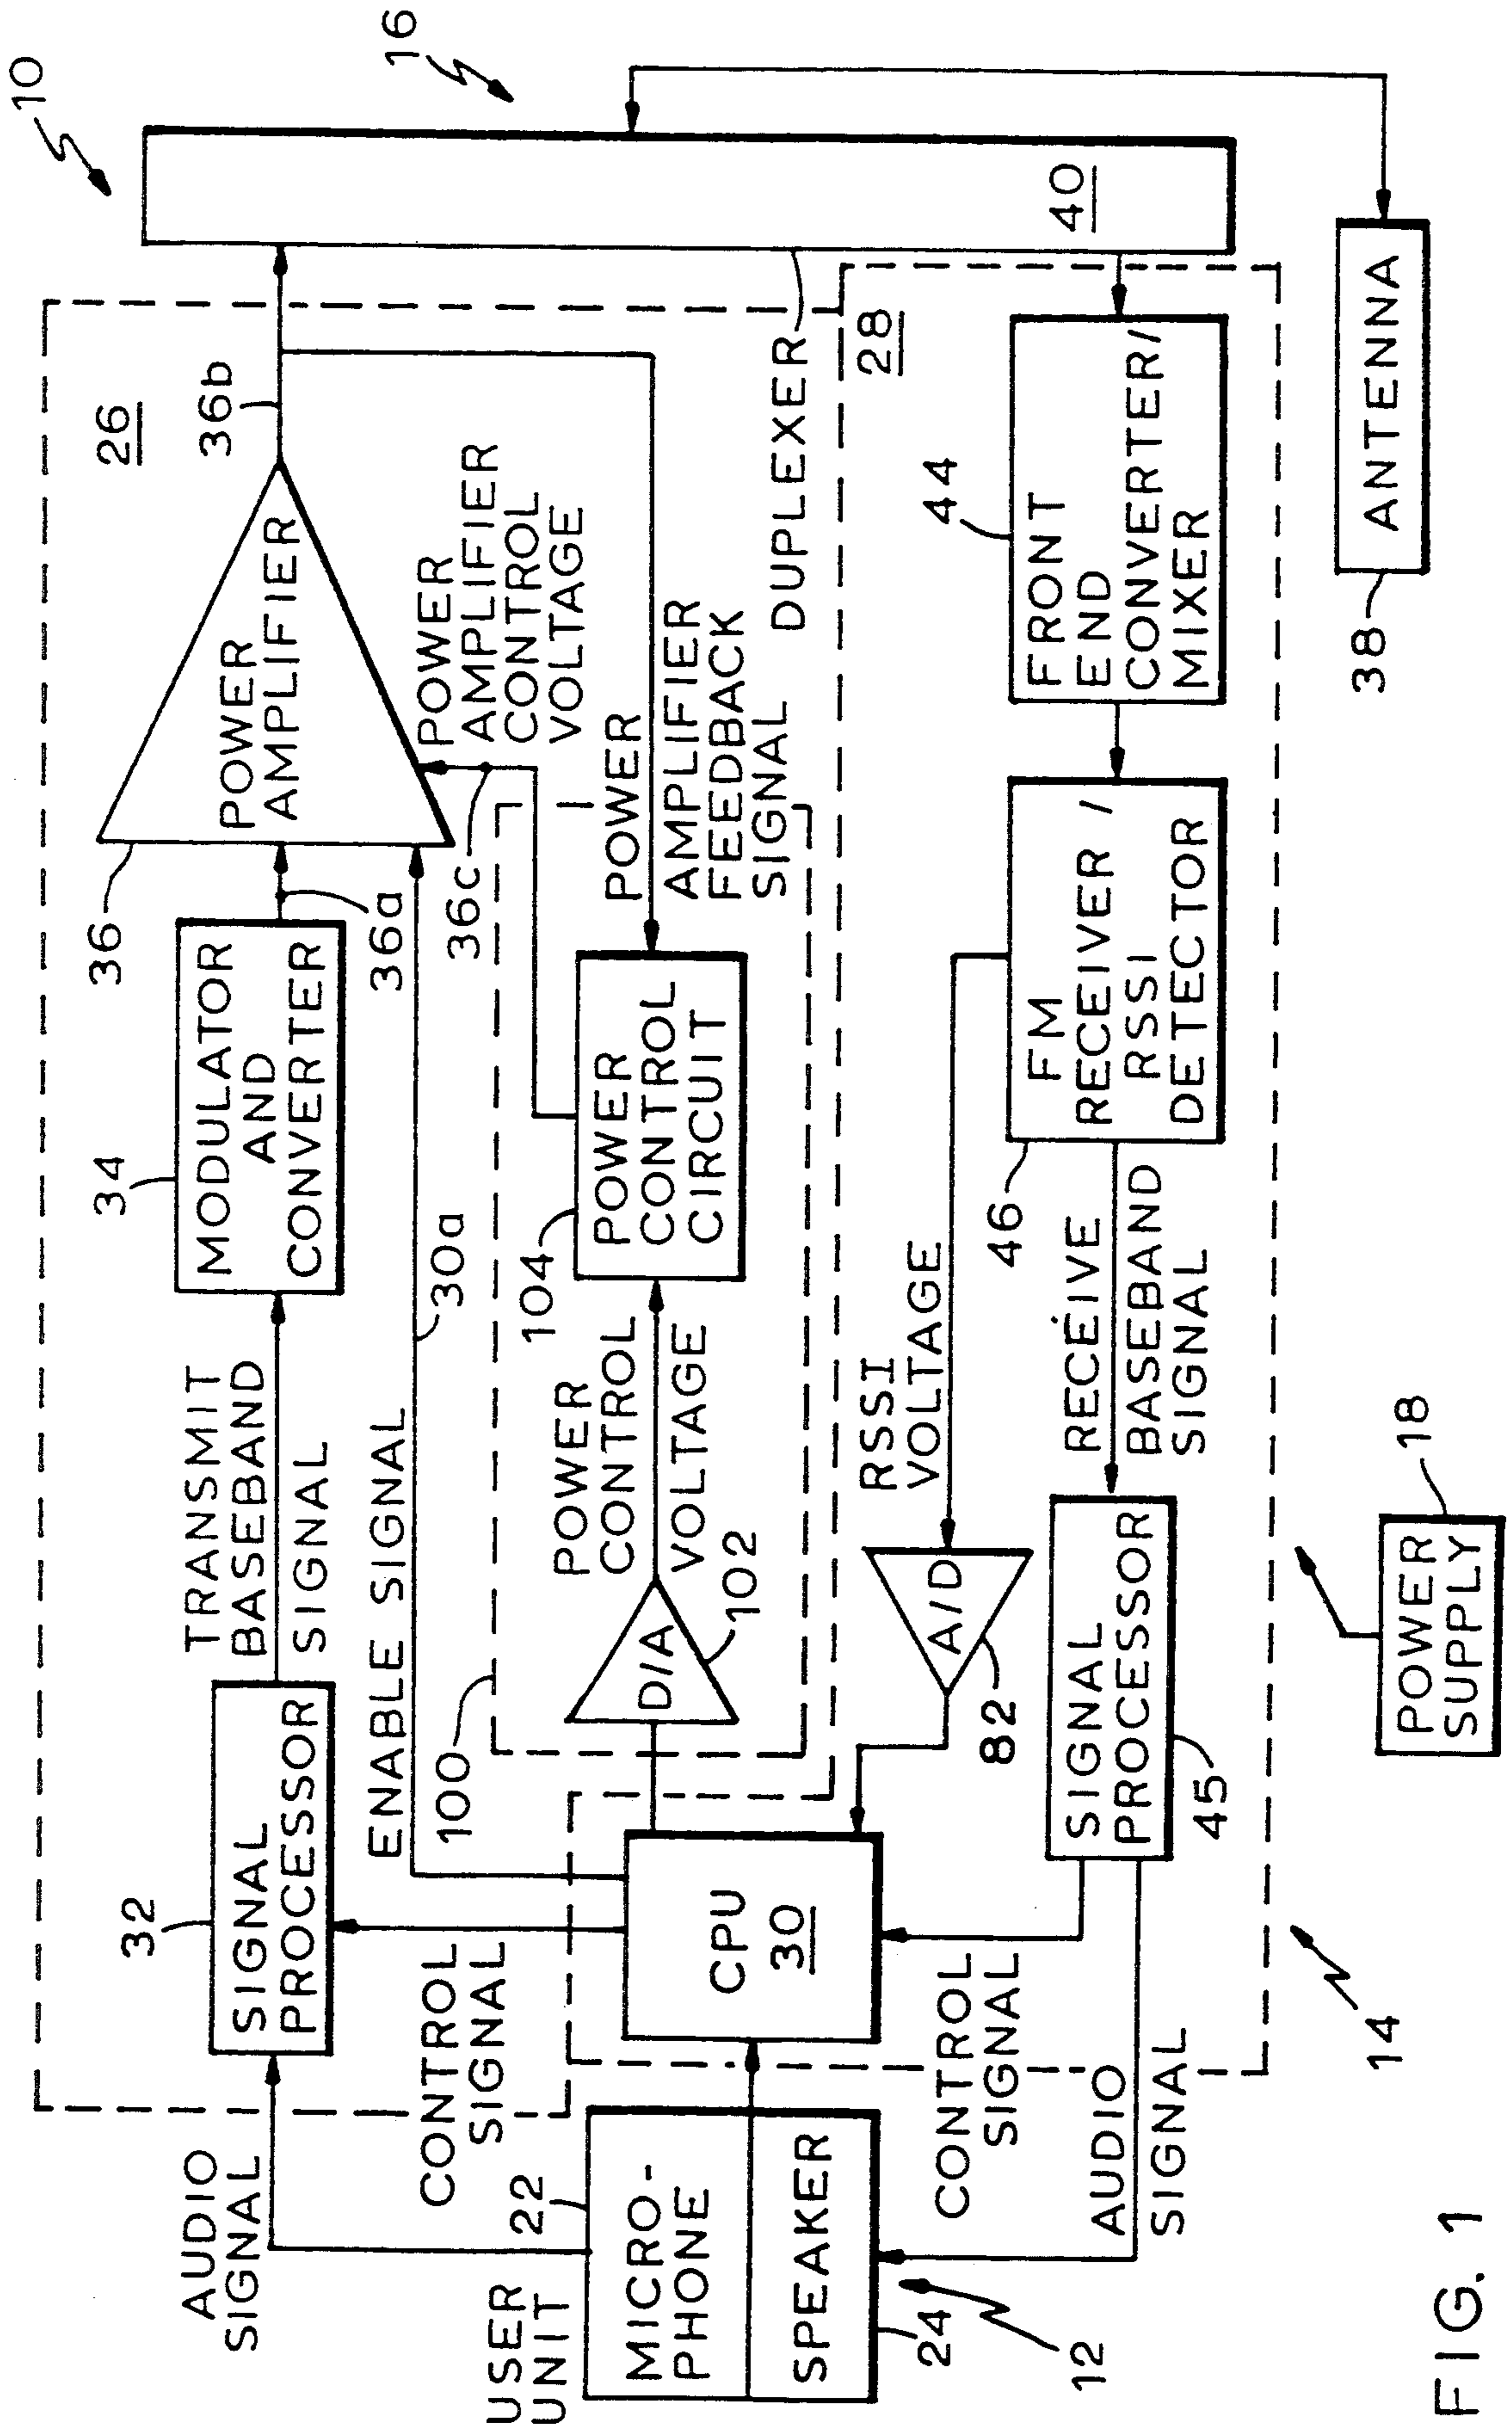 10
16
26
TRANSMIT
BASEBAND
SIGNAL
34
MODULATOR
AND
CONVERTER
36
36a
POWER
AMPLIFIER
36b
32
SIGNAL
PROCESSOR
AUDIO
SIGNAL
ENABLE SIGNAL
30a
36c
POWER
AMPLIFIER
CONTROL
VOLTAGE
CONTROL
SIGNAL
100
D/A
102
POWER
CONTROL
VOLTAGE
104
POWER
CONTROL
CIRCUIT
POWER
AMPLIFIER
FEEDBACK
SIGNAL
DUPLEXER
40
USER
UNIT
22
MICRO-
PHONE
SPEAKER
24
12
CPU
30
28
RSSI
VOLTAGE
A/D
82
CONTROL
SIGNAL
AUDIO
SIGNAL
SIGNAL
PROCESSOR
45
RECEIVE
BASEBAND
SIGNAL
46
FM
RECEIVER /
RSSI
DETECTOR
44
FRONT
END
CONVERTER/
MIXER
14
POWER
SUPPLY
18
38
ANTENNA
FIG. 1